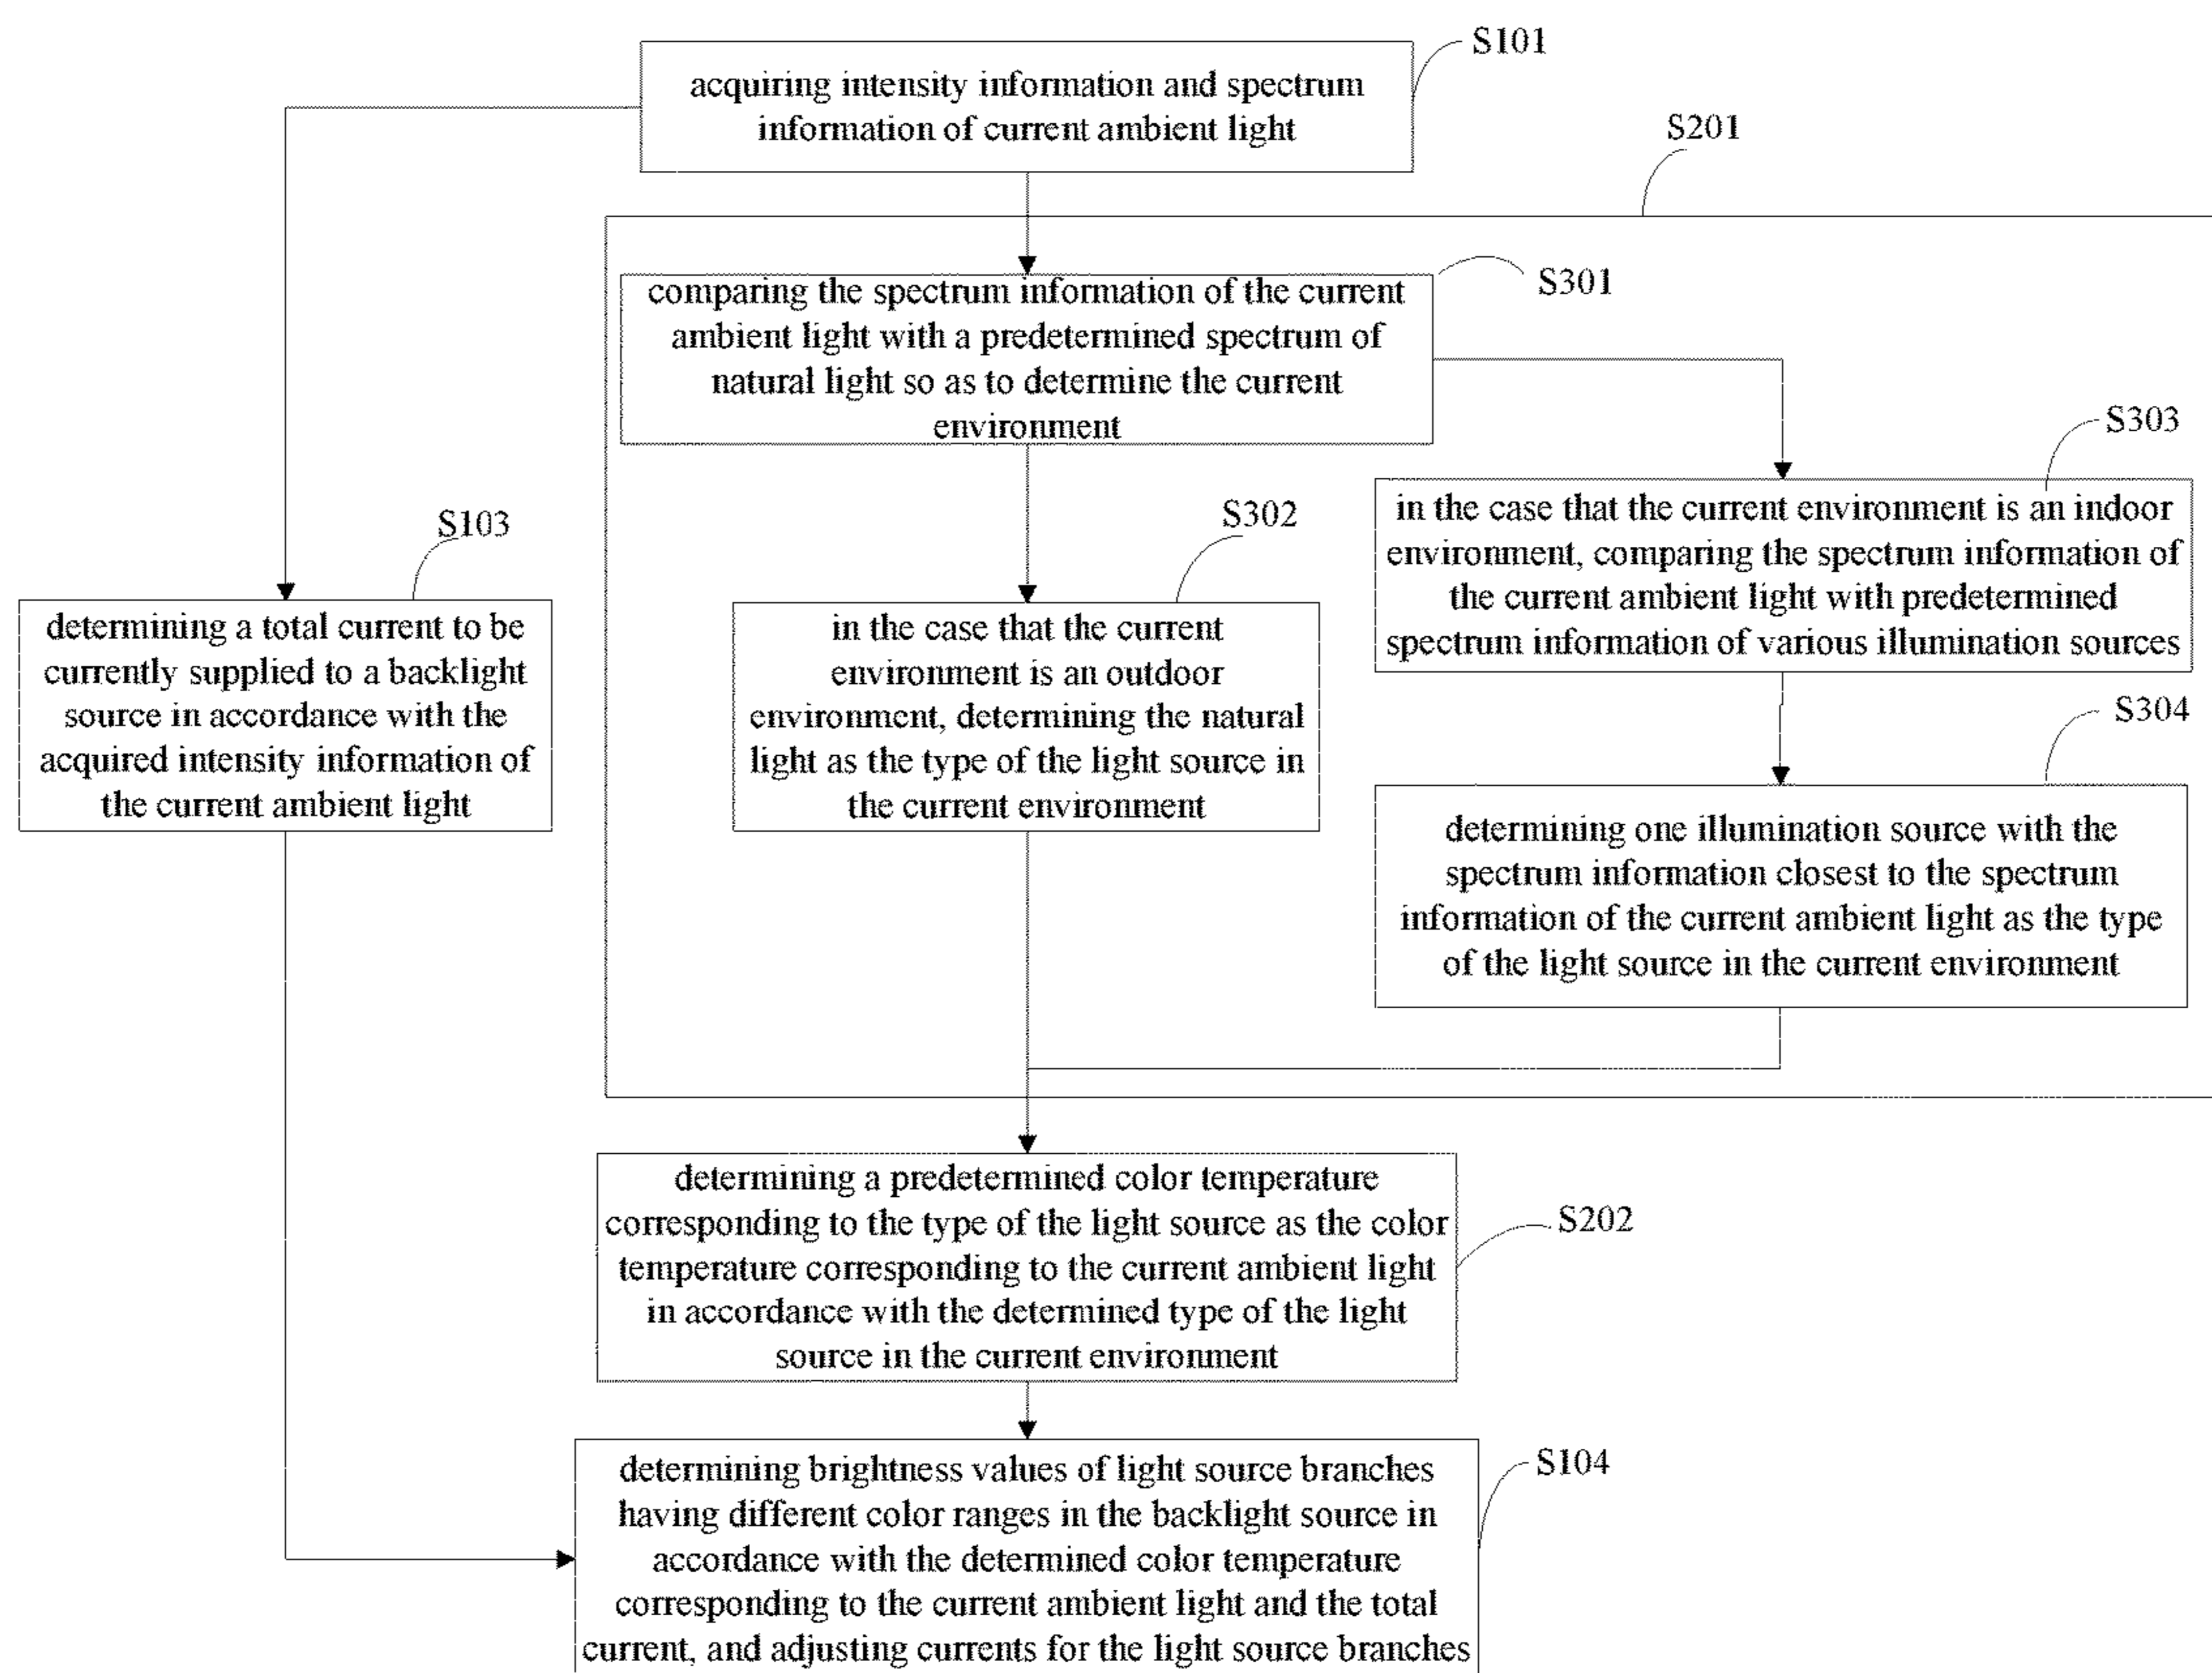 S101
acquiring intensity information and spectrum
information of current ambient light
S201
S301
comparing the spectrum information of the current
ambient light with a predetermined spectrum of
natural light so as to determine the current
environment
S303
in the case that the current environment is an indoor
environment, comparing the spectrum information of
the current ambient light with predetermined
spectrum information of various illumination sources
S103
determining a total current to be
currently supplied to a backlight
source in accordance with the
acquired intensity information of
the current ambient light
S302
in the case that the current
environment is an outdoor
environment, determining the natural
light as the type of the light source in
the current environment
S304
determining one illumination source with the
spectrum information closest to the spectrum
information of the current ambient light as the type
of the light source in the current environment
determining a predetermined color temperature
corresponding to the type of the light source as the color
temperature corresponding to the current ambient light
in accordance with the determined type of the light
source in the current environment
S202
determining brightness values of light source branches
having different color ranges in the backlight source in
accordance with the determined color temperature
corresponding to the current ambient light and the total
current, and adjusting currents for the light source branches
S104